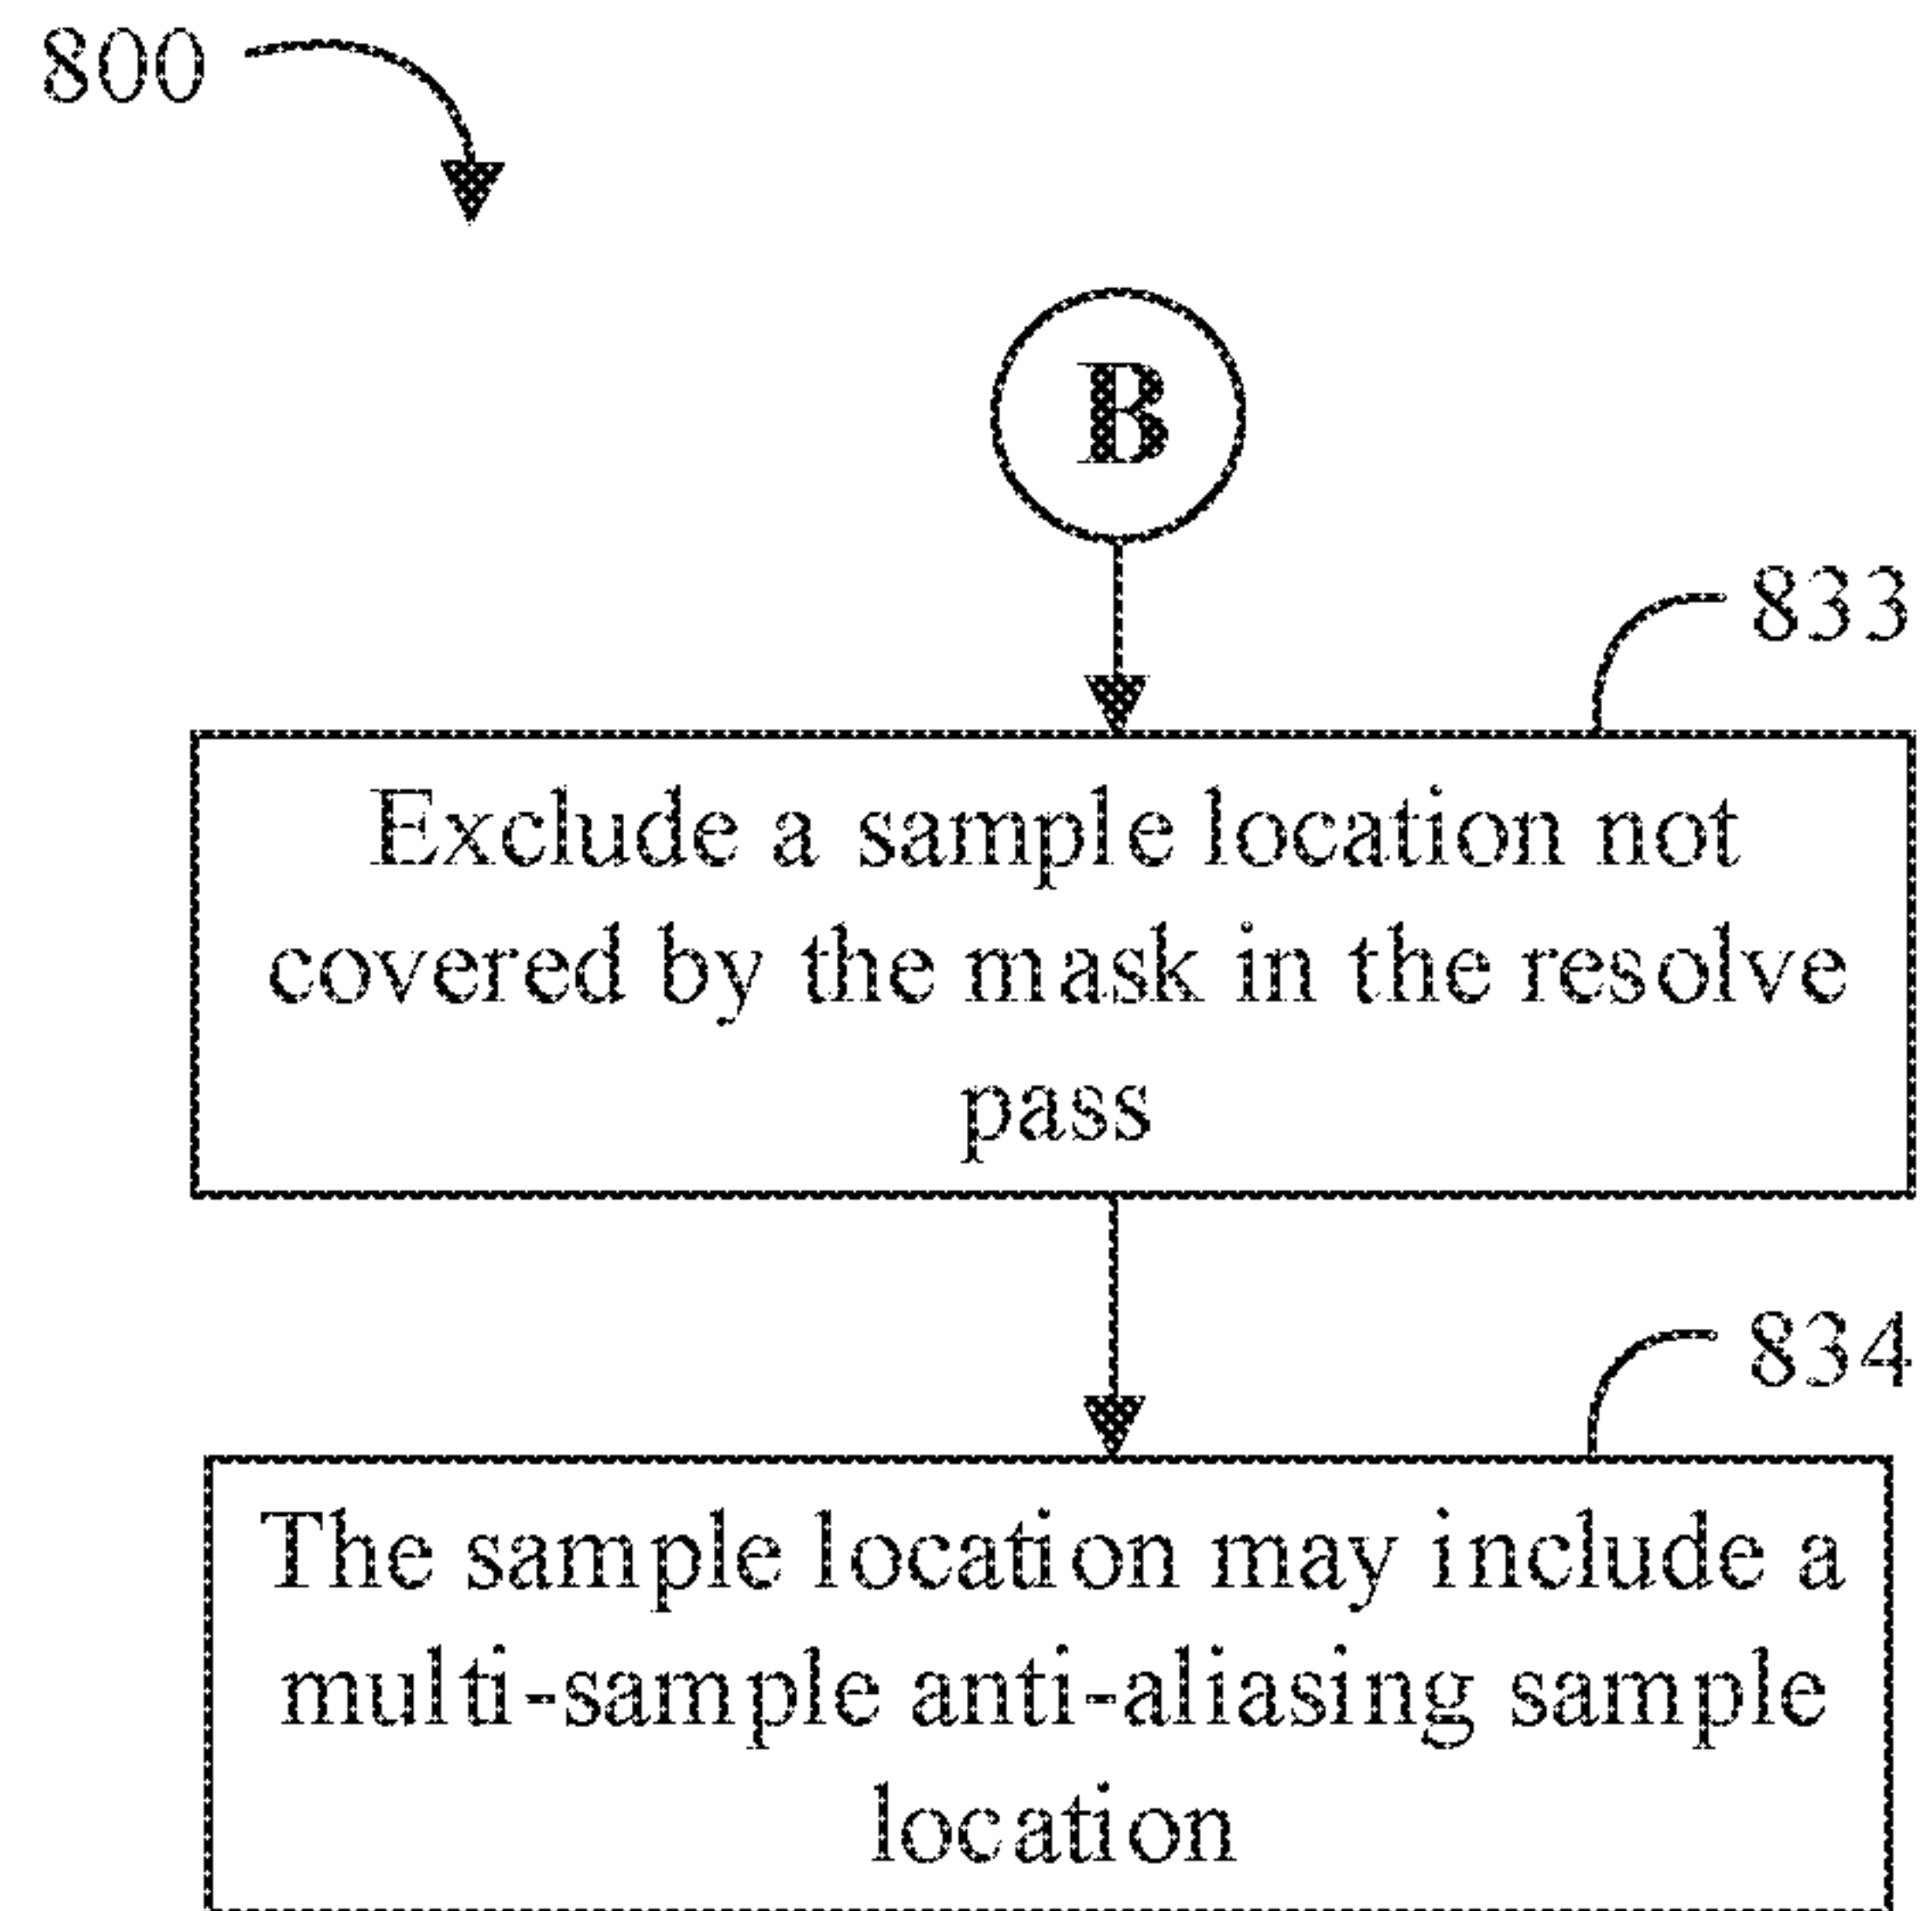 800
B
833
Exclude a sample location not
covered by the mask in the resolve
pass
834
The sample location may include a
multi-sample anti-aliasing sample
location